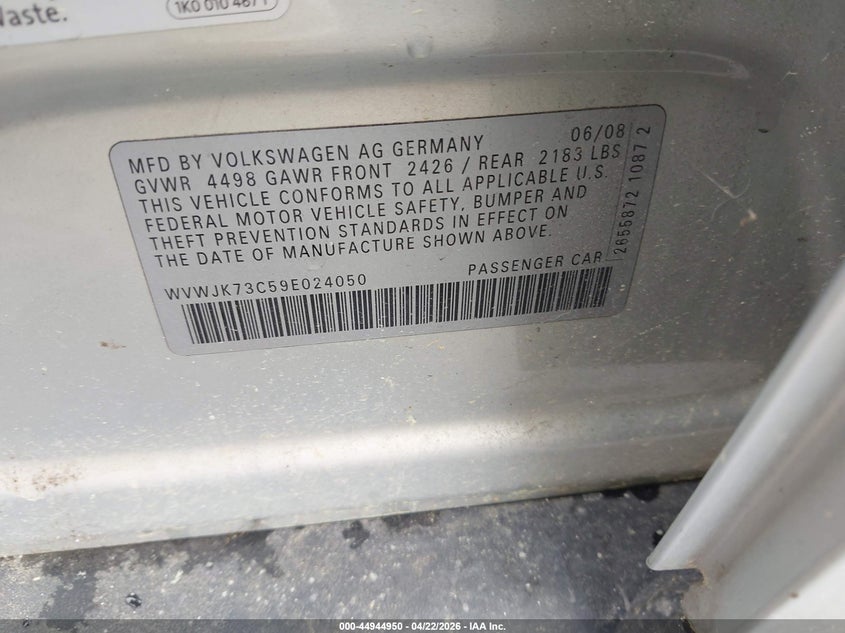 Waste.
1K0 010 487 T
MFD BY VOLKSWAGEN AG GERMANY 06/08
GVWR 4498 GAWR FRONT 2426 / REAR 2183 LBS
THIS VEHICLE CONFORMS TO ALL APPLICABLE U.S.
FEDERAL MOTOR VEHICLE SAFETY, BUMPER AND
THEFT PREVENTION STANDARDS IN EFFECT ON
THE DATE OF MANUFACTURE SHOWN ABOVE.
2656872 1087 2
WVWJK73C59E024050 PASSENGER CAR
000-44944950 - 04/22/2026 - IAA Inc.